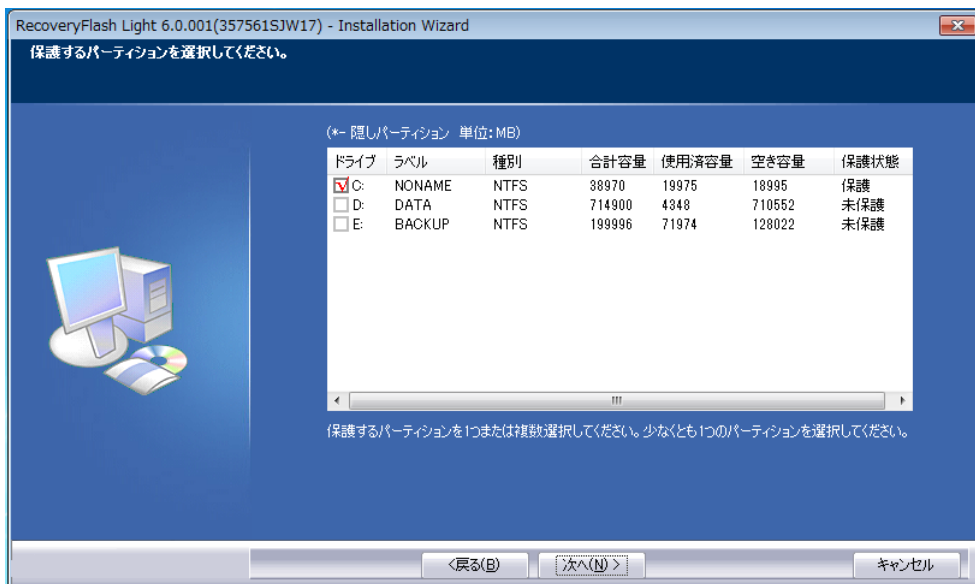 RecoveryFlash Light 6.0.001(357561SJW17) - Installation Wizard
保護するパーティションを選択してください。
(*- 隠しパーティション 単位:MB)
ドライブ ラベル 種別 合計容量 使用済容量 空き容量 保護状態
C: NONAME NTFS 38970 19975 18995 保護
D: DATA NTFS 714900 4348 710552 未保護
E: BACKUP NTFS 199996 71974 128022 未保護
保護するパーティションを1つまたは複数選択してください。少なくとも1つのパーティションを選択してください。
<戻る(B) 次へ(N) > キャンセル